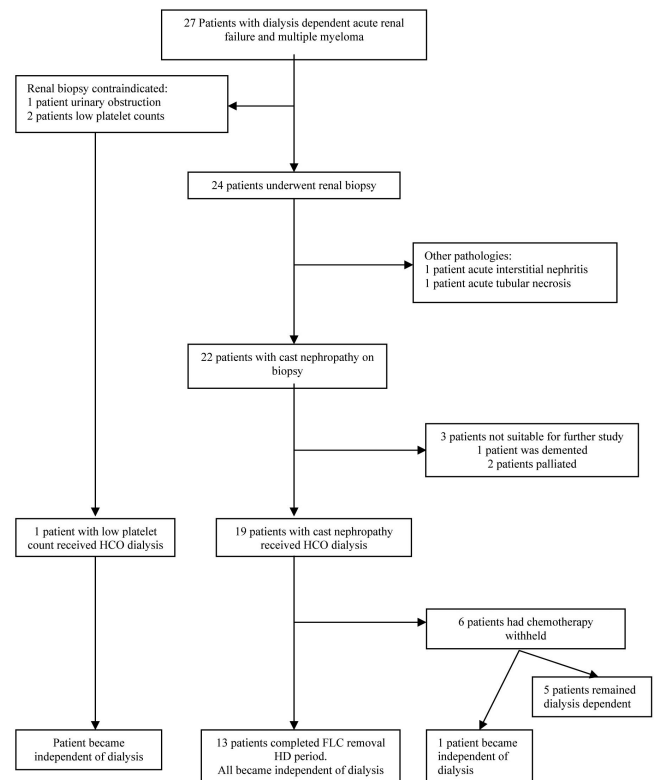 27 Patients with dialysis dependent acute renal
failure and multiple myeloma
Renal biopsy contraindicated:
1 patient urinary obstruction
2 patients low platelet counts
24 patients underwent renal biopsy
Other pathologies:
1 patient acute interstitial nephritis
1 patient acute tubular necrosis
22 patients with cast nephropathy on
biopsy
3 patients not suitable for further study
1 patient was demented
2 patients palliated
1 patient with low platelet
count received HCO dialysis
19 patients with cast nephropathy
received HCO dialysis
6 patients had chemotherapy
withheld
5 patients remained
dialysis dependent
Patient became
independent of dialysis
13 patients completed FLC removal
HD period.
All became independent of dialysis
1 patient became
independent of
dialysis